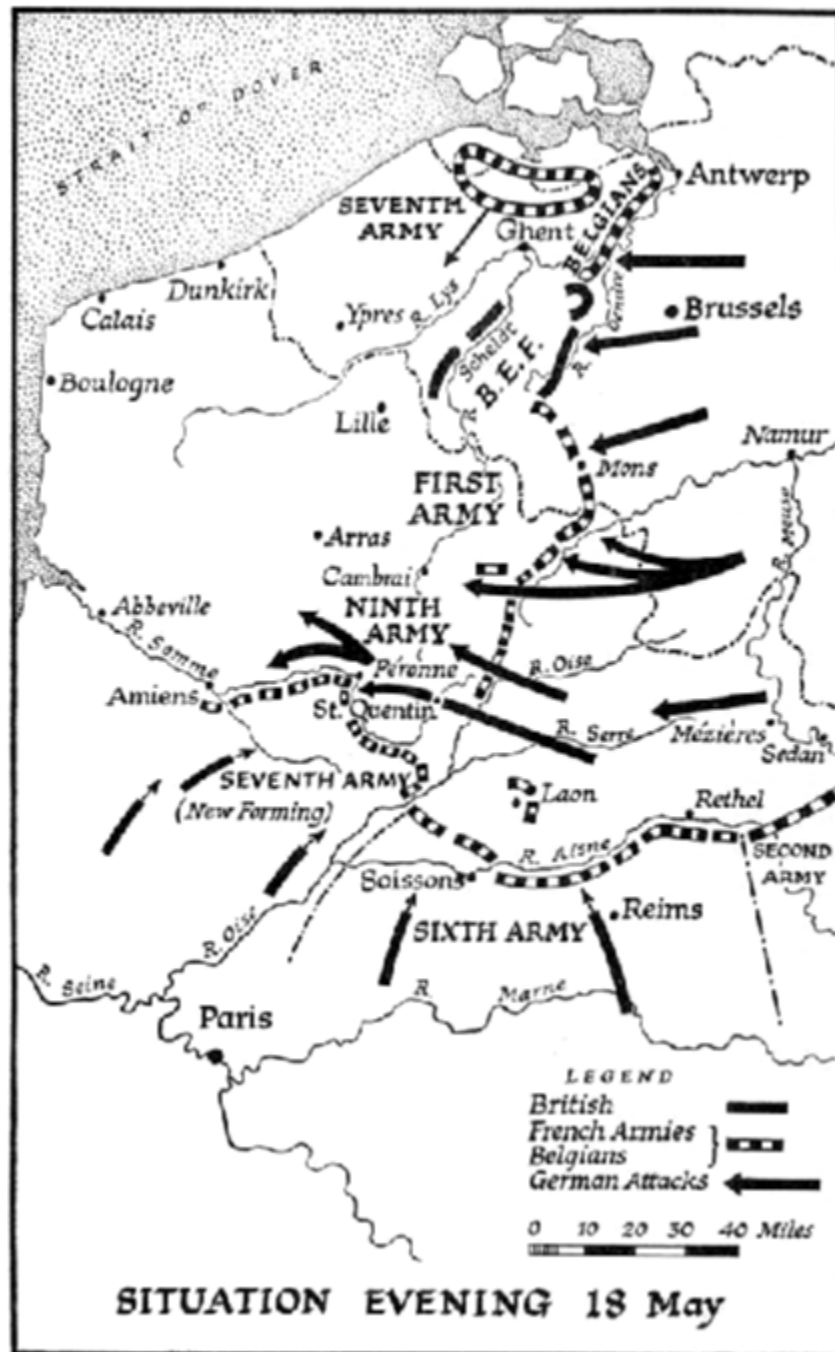 STRAIT OF DOVER
Antwerp
BELGIANS
SEVENTH
ARMY
Ghent
Dunkirk
Calais
Ypres
R. Lys
Brussels
R. Dendre
Boulogne
R. Scheldt
B.E.F.
Lille
Namur
Mons
FIRST
ARMY
R. Meuse
Arras
Cambrai
Abbeville
NINTH
ARMY
R. Somme
Péronne
R. Oise
Amiens
St. Quentin
R. Serre
Mézières
Sedan
SEVENTH ARMY
(New Forming)
Laon
Rethel
R. Aisne
SECOND
ARMY
Soissons
Reims
R. Oise
SIXTH ARMY
R. Seine
R. Marne
Paris
LEGEND
British
French Armies
Belgians
German Attacks
0 10 20 30 40 Miles
SITUATION EVENING 18 May